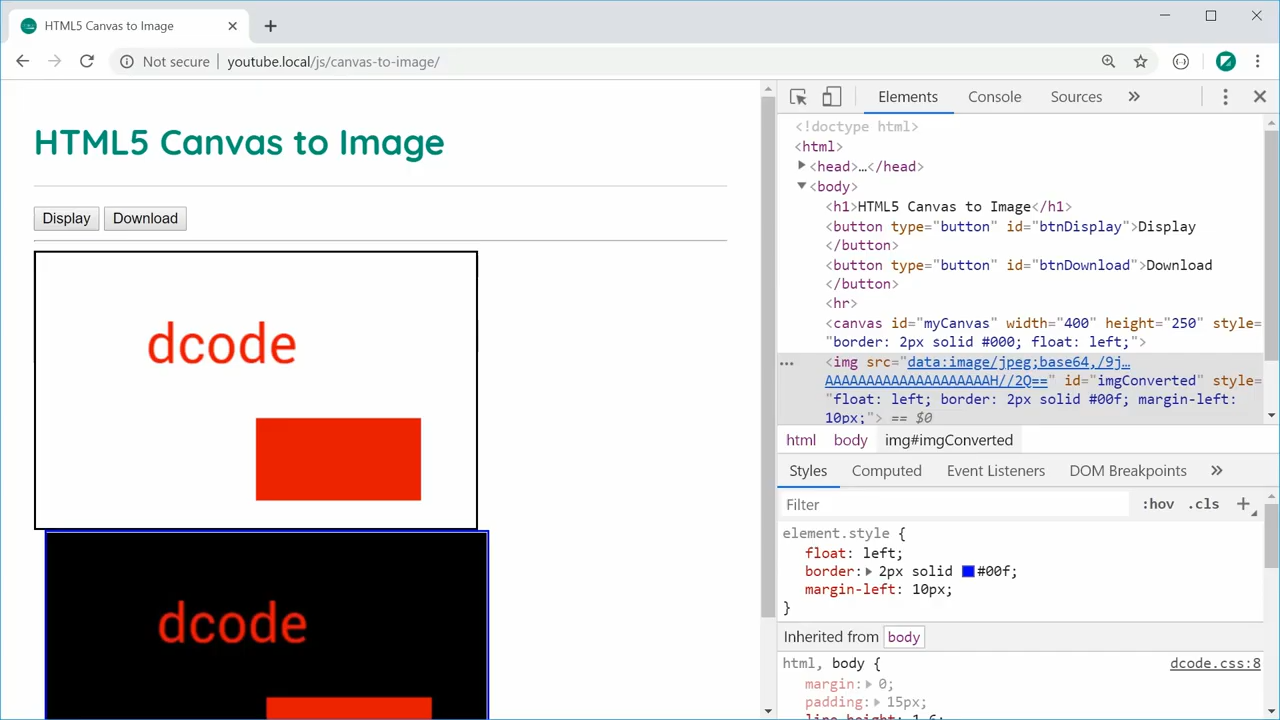 HTML5 Canvas to Image
Not secure youtube.local/js/canvas-to-image/
HTML5 Canvas to Image
Display Download
dcode
dcode
Elements Console Sources
<!doctype html>
<html>
<head>…</head>
<body>
<h1>HTML5 Canvas to Image</h1>
<button type="button" id="btnDisplay">Display
</button>
<button type="button" id="btnDownload">Download
</button>
<hr>
<canvas id="myCanvas" width="400" height="250" style=
"border: 2px solid #000; float: left;">
<img src="data:image/jpeg;base64,/9j…
AAAAAAAAAAAAAAAAAAAAH//2Q==" id="imgConverted" style=
"float: left; border: 2px solid #00f; margin-left:
10px;"> == $0
html body img#imgConverted
Styles Computed Event Listeners DOM Breakpoints
Filter :hov .cls
element.style {
float: left;
border: 2px solid #00f;
margin-left: 10px;
}
Inherited from body
html, body { dcode.css:8
margin: 0;
padding: 15px;
line-height: 1.6;